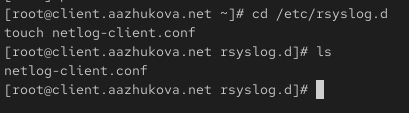 [root@client.aazhukova.net ~]# cd /etc/rsyslog.d
touch netlog-client.conf
[root@client.aazhukova.net rsyslog.d]# ls
netlog-client.conf
[root@client.aazhukova.net rsyslog.d]#